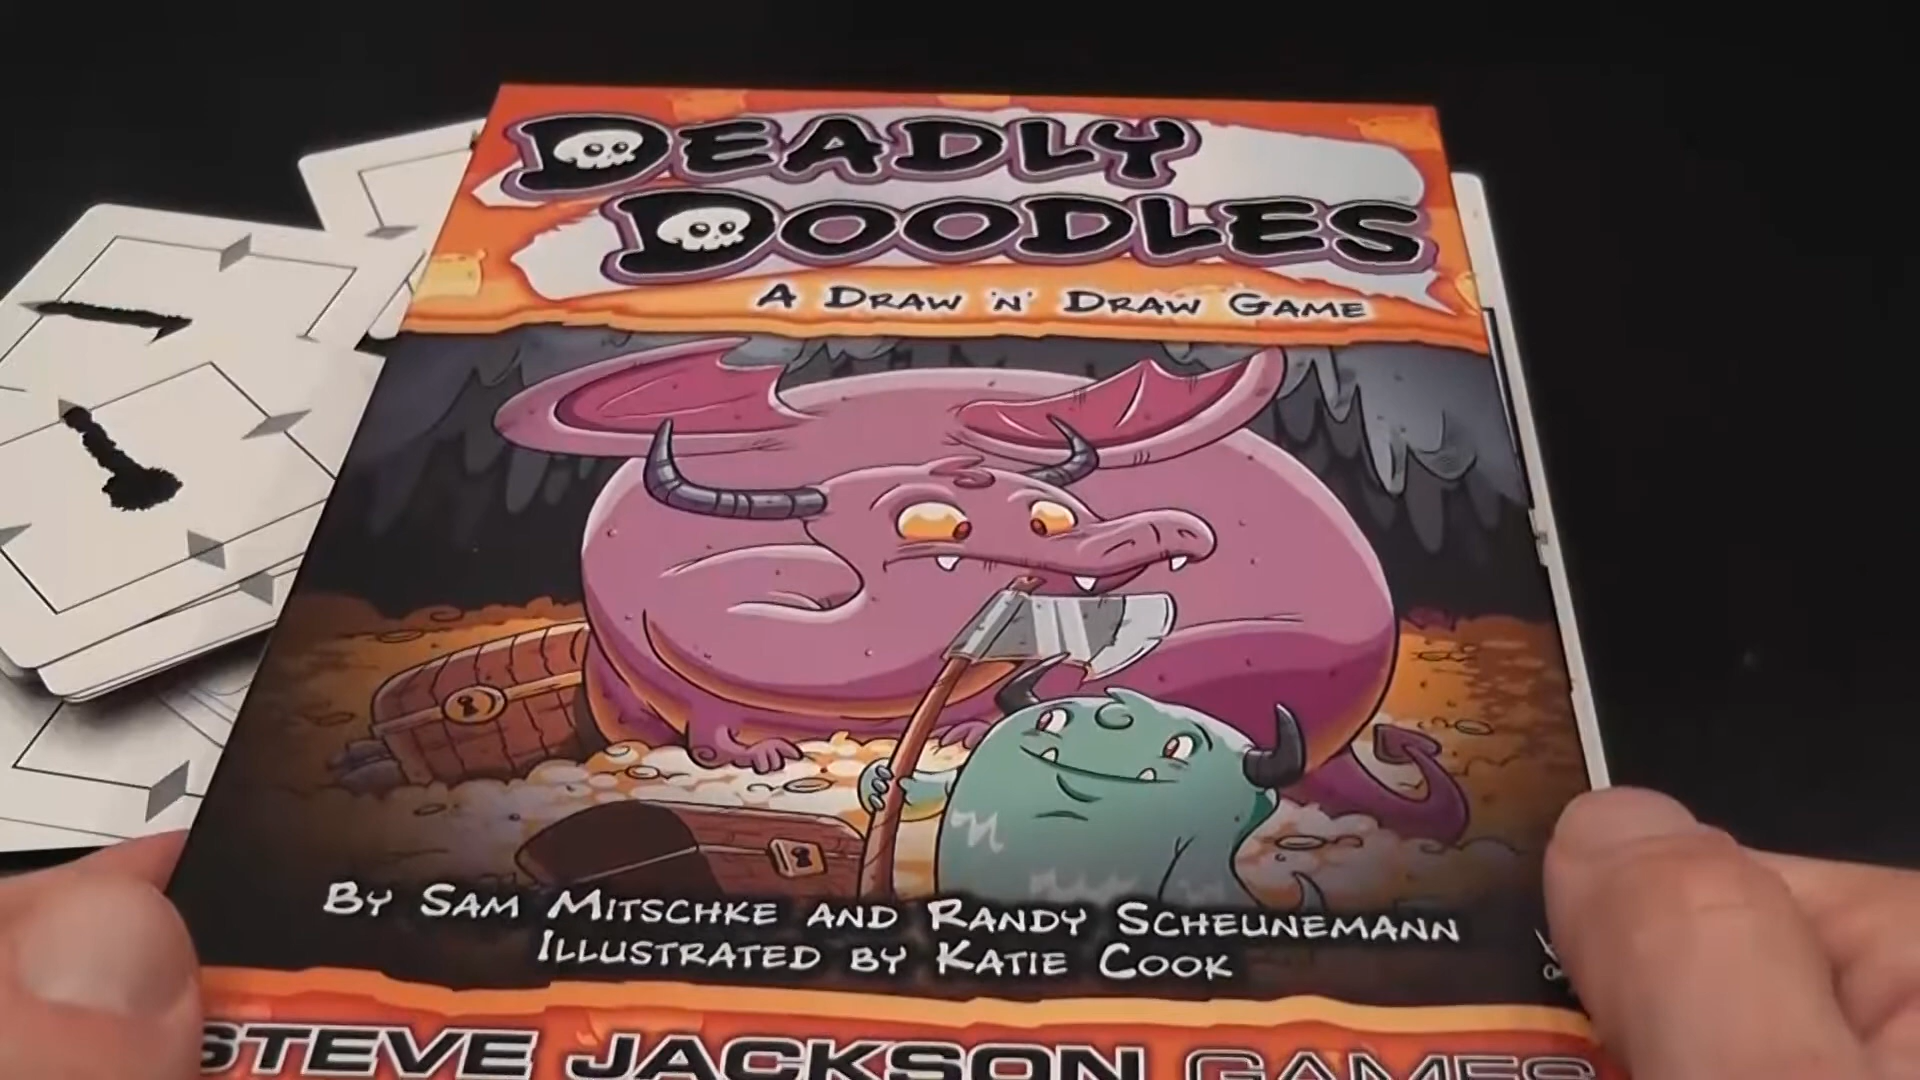 DEADLY
DOODLES
A DRAW 'N' DRAW GAME
BY SAM MITSCHKE AND RANDY SCHEUNEMANN
ILLUSTRATED BY KATIE COOK
STEVE JACKSON GAMES